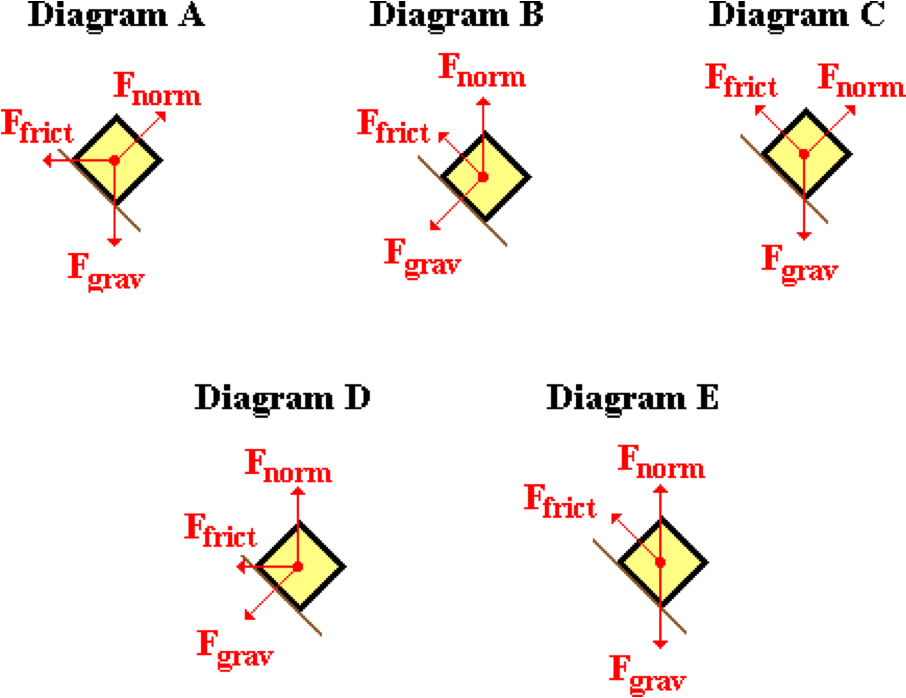 Diagram A
Diagram B
Diagram C
Fnorm
Ffrict
Fgrav
Fnorm
Ffrict
Fgrav
Ffrict
Fnorm
Fgrav
Diagram D
Diagram E
Fnorm
Ffrict
Fgrav
Fnorm
Ffrict
Fgrav